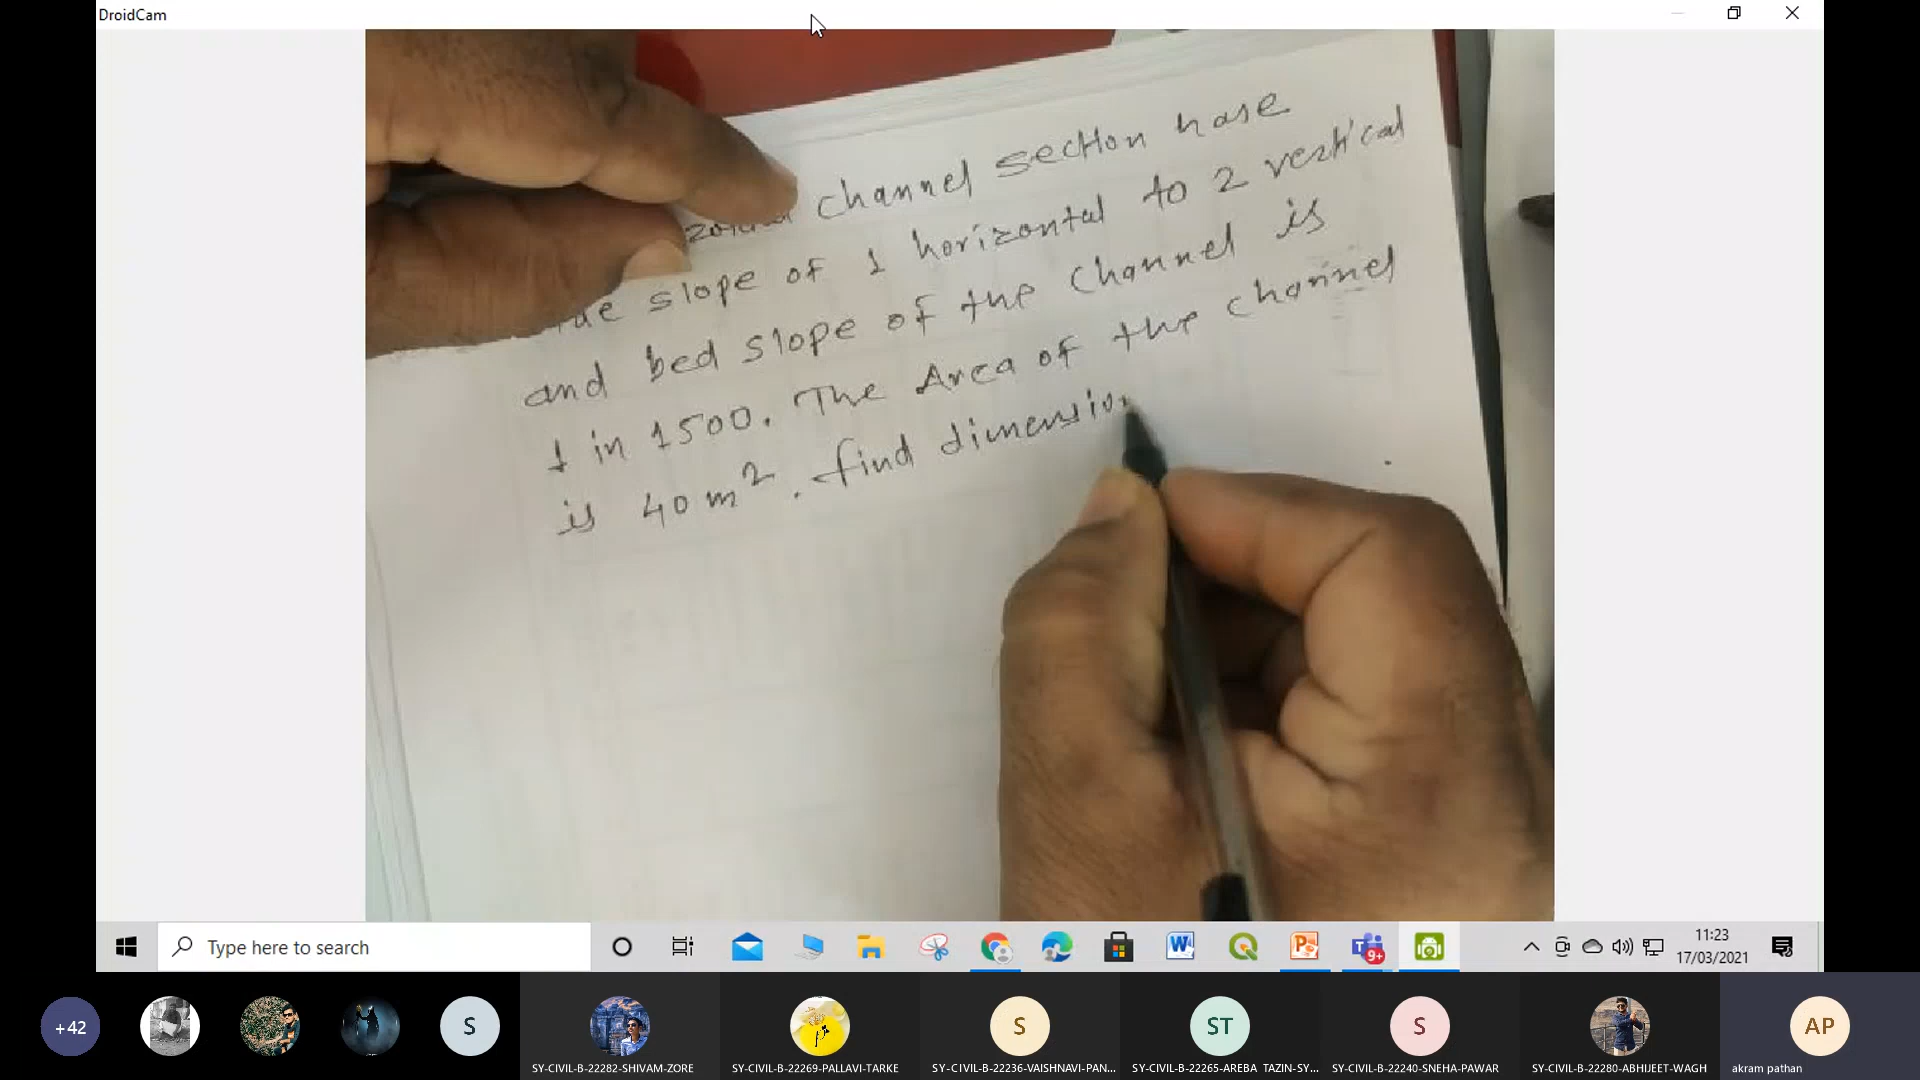 DroidCam
channel section have
slope of 1 horizontal to 2 vertical
and bed slope of the channel is
1 in 1500. The Area of the channel
is 40 m². find dimension
Type here to search
11:23
17/03/2021
9+
+42
S
S
ST
S
AP
SY-CIVIL-B-22282-SHIVAM-ZORE
SY-CIVIL-B-22269-PALLAVI-TARKE
SY-CIVIL-B-22236-VAISHNAVI-PAN...
SY-CIVIL-B-22265-AREBA TAZIN-SY...
SY-CIVIL-B-22240-SNEHA-PAWAR
SY-CIVIL-B-22280-ABHIJEET-WAGH
akram pathan